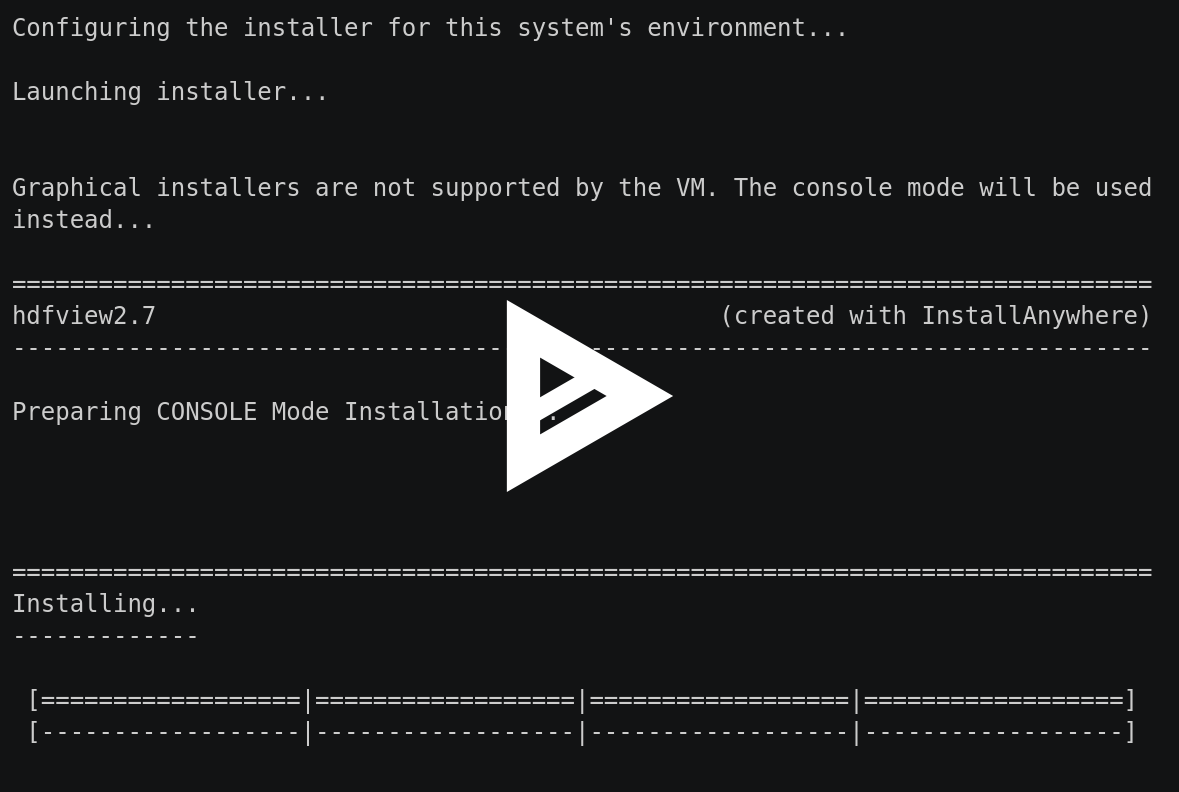 Configuring the installer for this system's environment...
Launching installer...
Graphical installers are not supported by the VM. The console mode will be used
instead...
===============================================================================
hdfview2.7 (created with InstallAnywhere)
-------------------------------------------------------------------------------
Preparing CONSOLE Mode Installation...
===============================================================================
Installing...
-------------
[==================|==================|==================|==================]
[------------------|------------------|------------------|------------------]